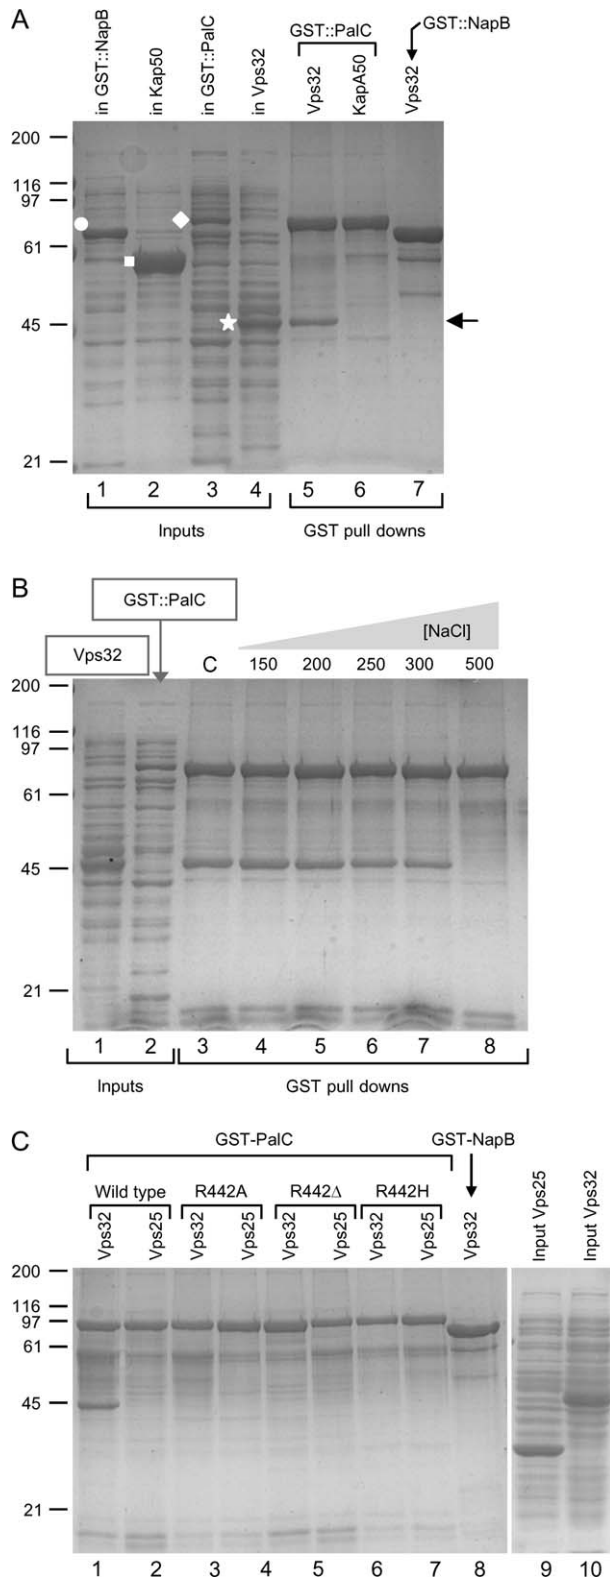 A
in GST::NapB
in Kap50
in GST::PalC
in Vps32
GST::PalC
GST::NapB
Vps32
KapA50
Vps32
200
116
97
61
45
21
1 2 3 4 5 6 7
Inputs GST pull downs
B
GST::PalC
Vps32
[NaCl]
C 150 200 250 300 500
200
116
97
61
45
21
1 2 3 4 5 6 7 8
Inputs GST pull downs
C
GST-PalC GST-NapB
Wild type R442A R442Δ R442H
Vps32
Vps25
Vps32
Vps25
Vps32
Vps25
Vps32
Vps25
Vps32
Input Vps25
Input Vps32
200
116
97
61
45
21
1 2 3 4 5 6 7 8 9 10